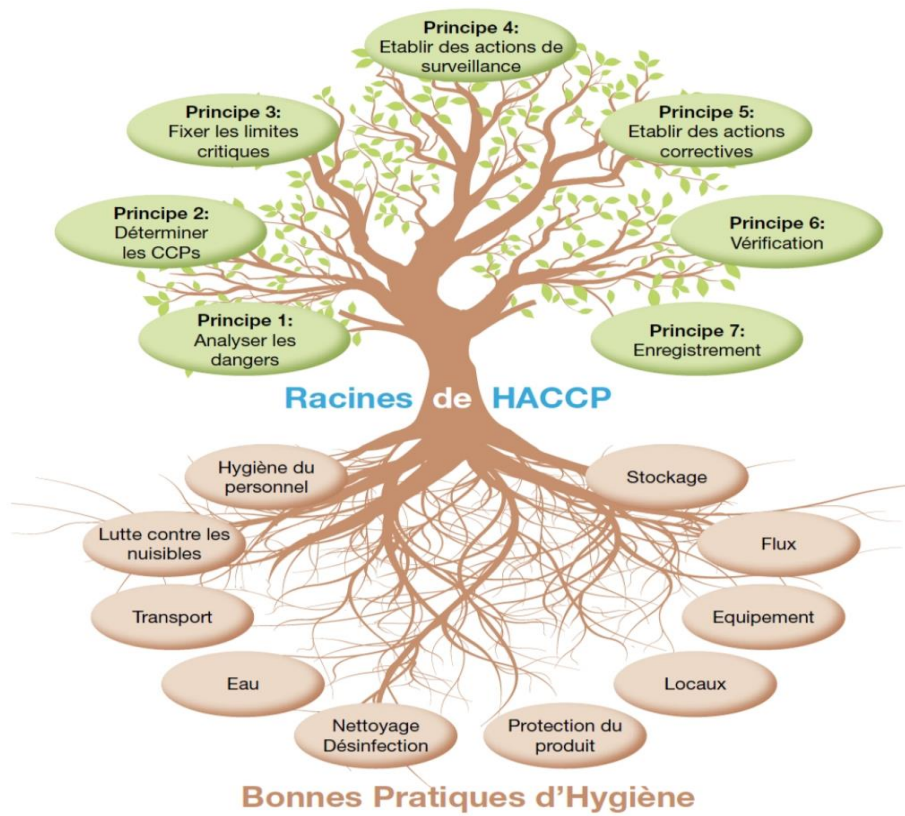 Principe 4:
Etablir des actions de
surveillance
Principe 3:
Fixer les limites
critiques
Principe 5:
Etablir des actions
correctives
Principe 2:
Déterminer
les CCPs
Principe 6:
Vérification
Principe 1:
Analyser les
dangers
Principe 7:
Enregistrement
Racines de HACCP
Hygiène du
personnel
Stockage
Lutte contre les
nuisibles
Flux
Transport
Equipement
Eau
Locaux
Nettoyage
Désinfection
Protection du
produit
Bonnes Pratiques d'Hygiène